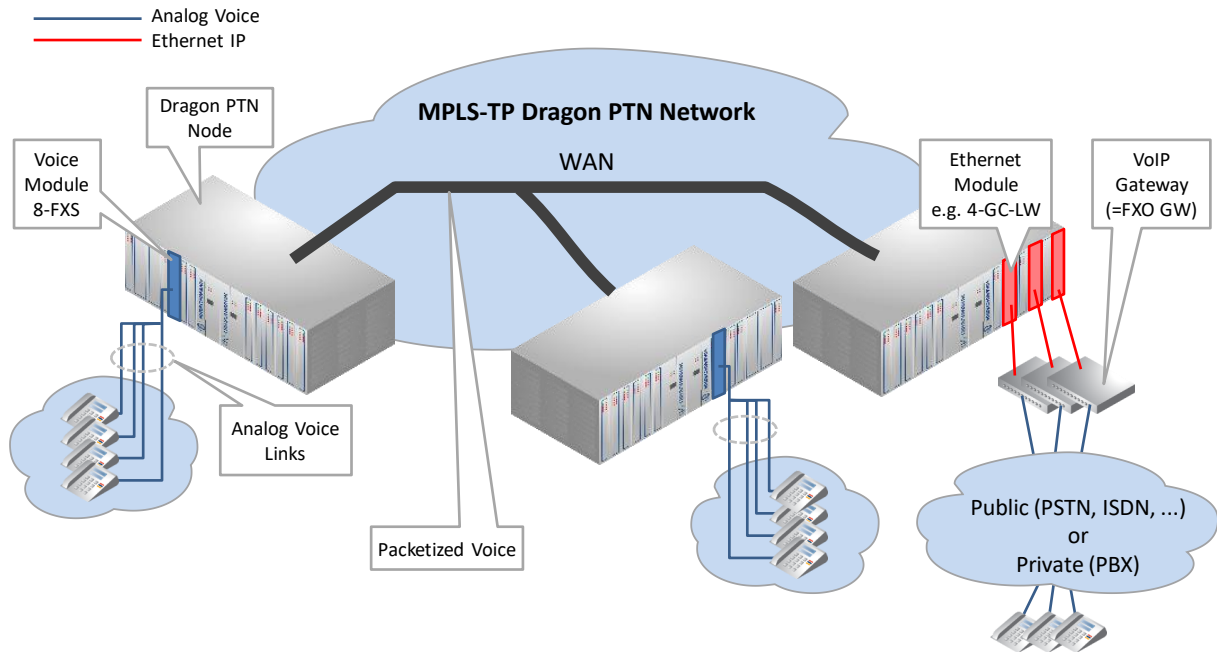 Analog Voice
Ethernet IP
Dragon PTN
Node
Voice
Module
8-FXS
MPLS-TP Dragon PTN Network
WAN
Ethernet
Module
e.g. 4-GC-LW
VoIP
Gateway
(=FXO GW)
Analog Voice
Links
Packetized Voice
Public (PSTN, ISDN, ...)
or
Private (PBX)